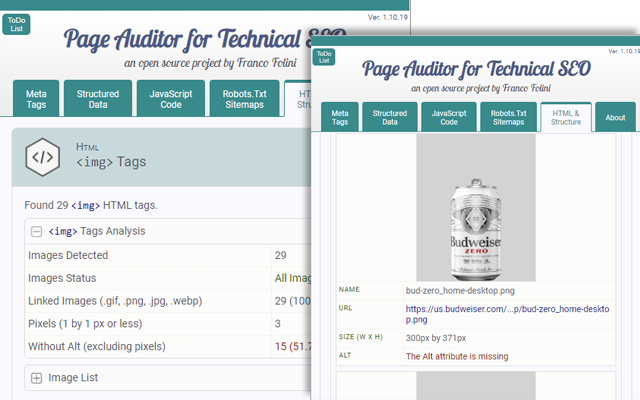 ToDo
List
Ver. 1.10.19
Page Auditor for Technical SEO
an open source project by Franco Folini
Meta
Tags
Structured
Data
JavaScript
Code
Robots.Txt
Sitemaps
HTML
<img> Tags
Found 29 <img> HTML tags.
<img> Tags Analysis
Images Detected 29
Images Status All Imag
Linked Images (.gif, .png, .jpg, .webp) 29 (100
Pixels (1 by 1 px or less) 3
Without Alt (excluding pixels) 15 (51.7
Image List
ToDo
List
Ver. 1.10.19
Page Auditor for Technical SEO
an open source project by Franco Folini
Meta
Tags
Structured
Data
JavaScript
Code
Robots.Txt
Sitemaps
HTML &
Structure
About
Budweiser
ZERO
NAME bud-zero_home-desktop.png
URL https://us.budweiser.com/...p/bud-zero_home-deskto
p.png
SIZE (W X H) 300px by 371px
ALT The Alt attribute is missing